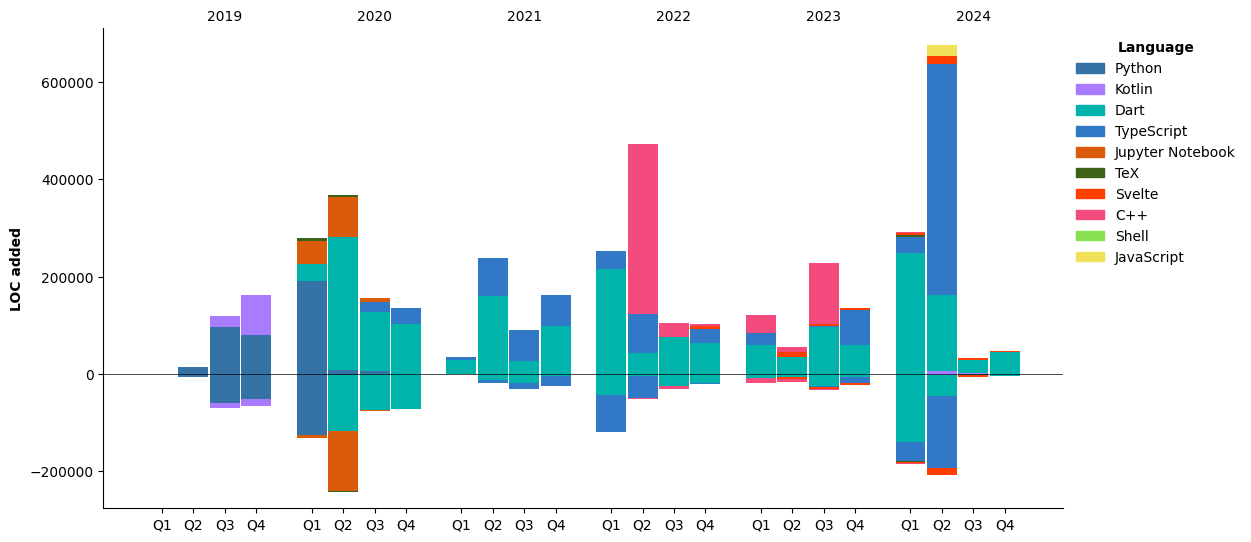 2019 2020 2021 2022 2023 2024
LOC added
600000
400000
200000
0
−200000
Q1 Q2 Q3 Q4 Q1 Q2 Q3 Q4 Q1 Q2 Q3 Q4 Q1 Q2 Q3 Q4 Q1 Q2 Q3 Q4 Q1 Q2 Q3 Q4
Language
Python
Kotlin
Dart
TypeScript
Jupyter Notebook
TeX
Svelte
C++
Shell
JavaScript